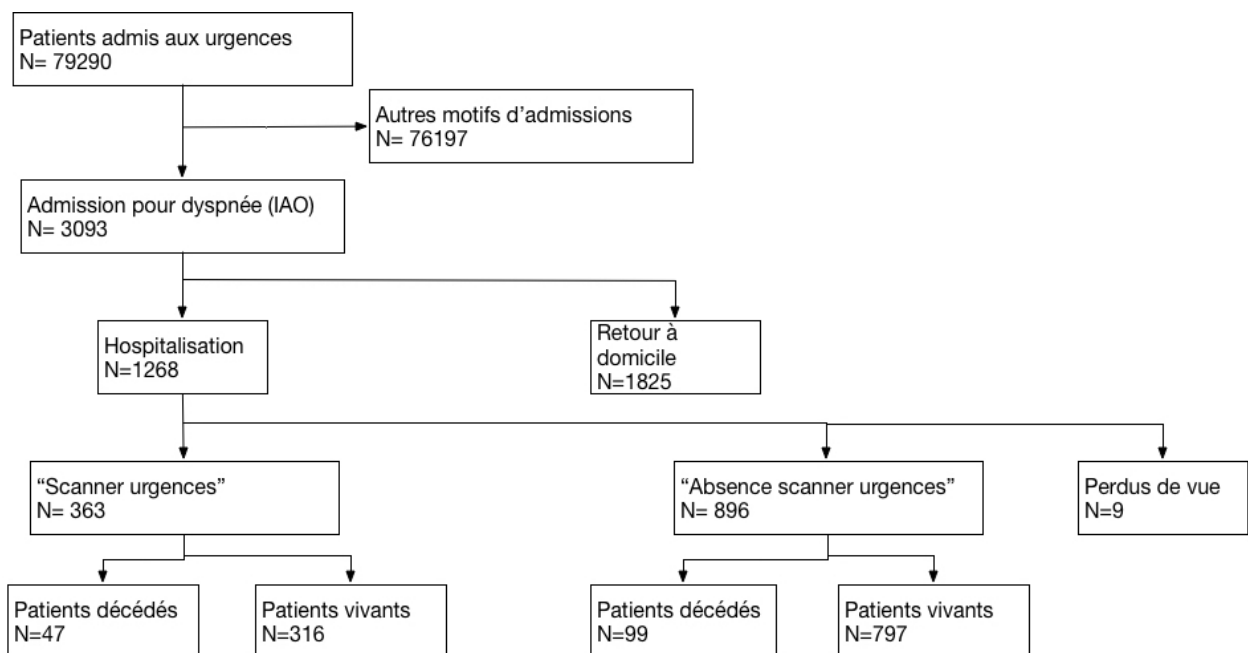 Patients admis aux urgences
N= 79290
Autres motifs d’admissions
N= 76197
Admission pour dyspnée (IAO)
N= 3093
Hospitalisation
N=1268
Retour à
domicile
N=1825
“Scanner urgences”
N= 363
“Absence scanner urgences”
N= 896
Perdus de vue
N=9
Patients décédés
N=47
Patients vivants
N=316
Patients décédés
N=99
Patients vivants
N=797